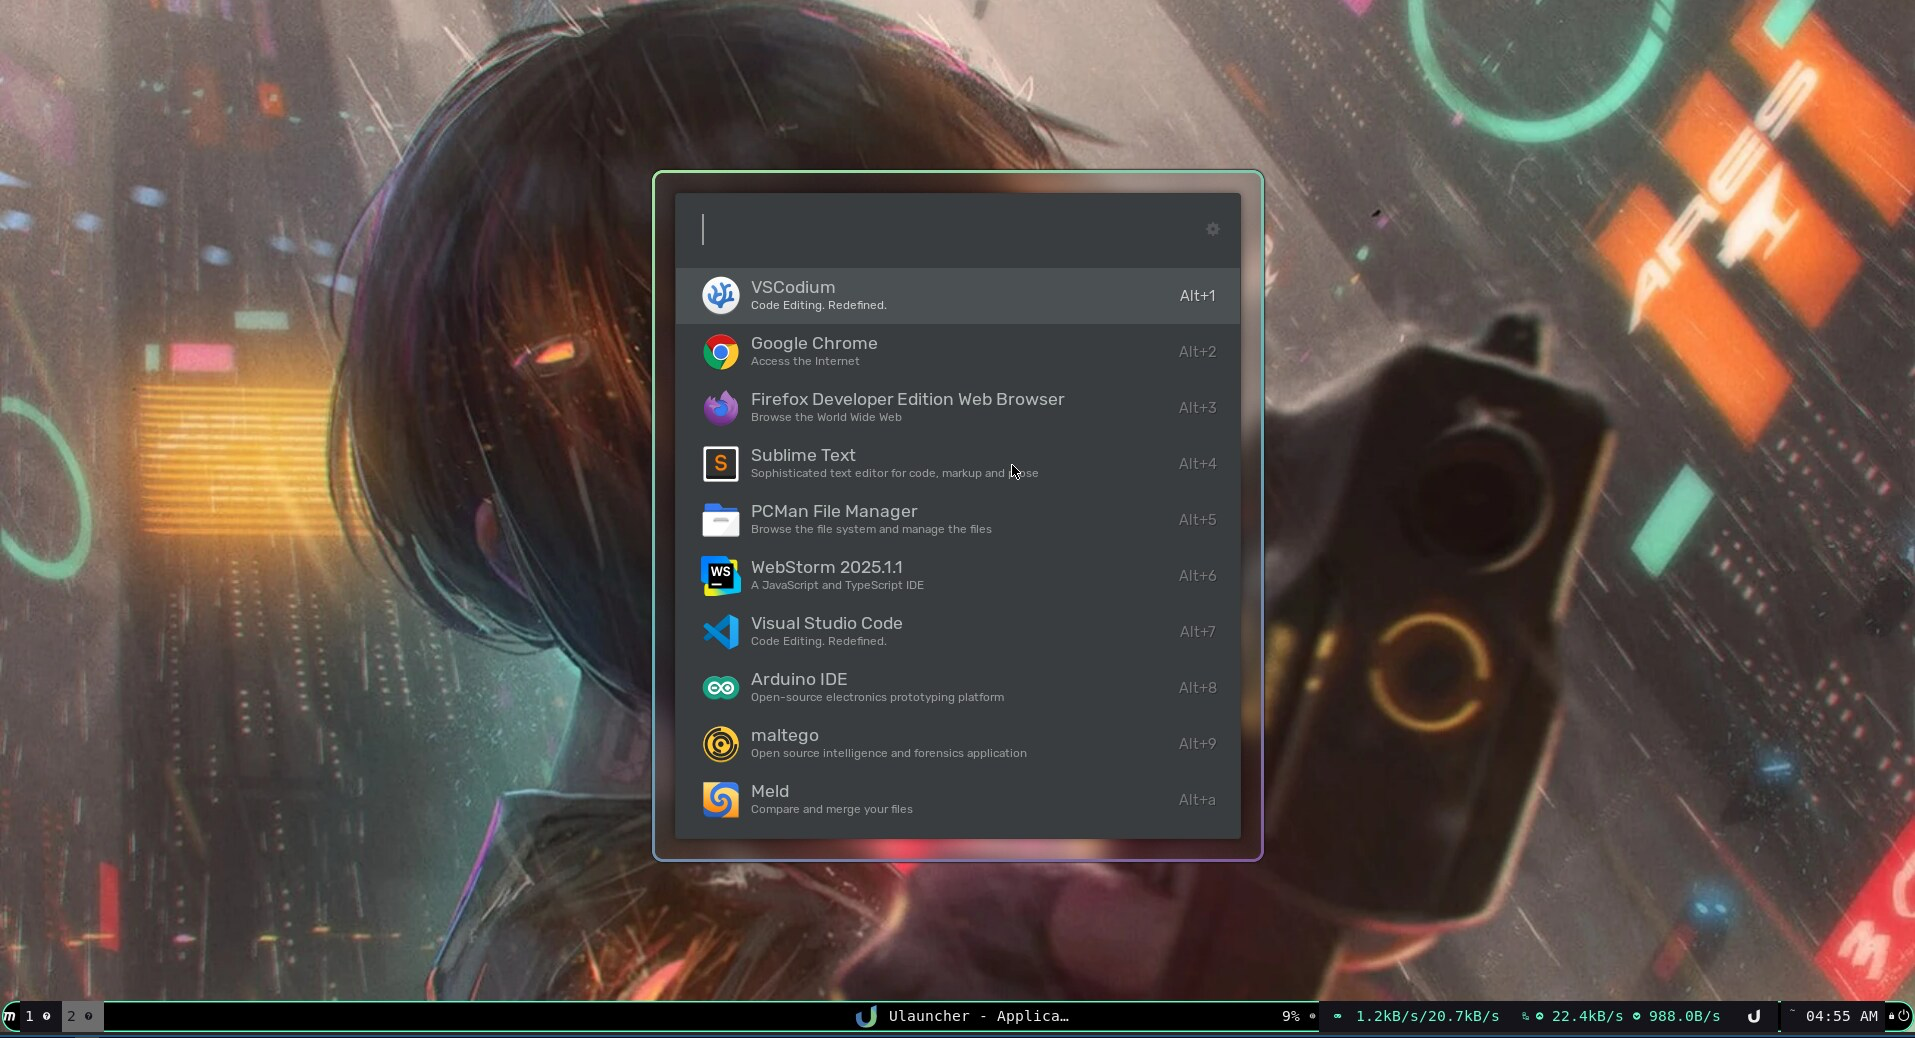 ARES
VSCodium
Code Editing. Redefined.
Alt+1
Google Chrome
Access the Internet
Alt+2
Firefox Developer Edition Web Browser
Browse the World Wide Web
Alt+3
S
Sublime Text
Sophisticated text editor for code, markup and prose
Alt+4
PCMan File Manager
Browse the file system and manage the files
Alt+5
WS
WebStorm 2025.1.1
A JavaScript and TypeScript IDE
Alt+6
Visual Studio Code
Code Editing. Redefined.
Alt+7
Arduino IDE
Open-source electronics prototyping platform
Alt+8
maltego
Open source intelligence and forensics application
Alt+9
Meld
Compare and merge your files
Alt+a
m 1 2 Ulauncher - Applica… 9% 1.2kB/s/20.7kB/s 22.4kB/s 988.0B/s ~ 04:55 AM